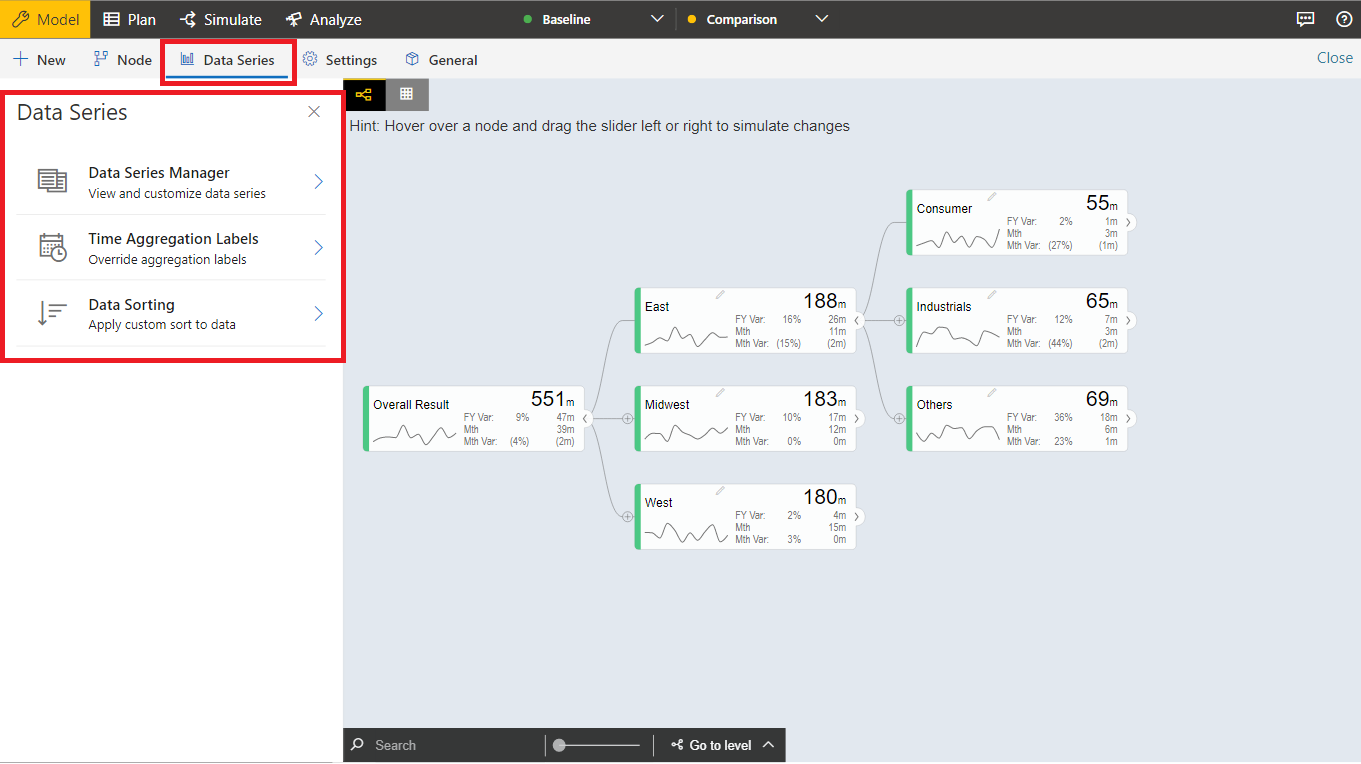 Model Plan Simulate Analyze Baseline Comparison
New Node Data Series Settings General Close
Data Series
Data Series Manager
View and customize data series
Time Aggregation Labels
Override aggregation labels
Data Sorting
Apply custom sort to data
Hint: Hover over a node and drag the slider left or right to simulate changes
Overall Result 551m
FY Var: 9% 47m
Mth 39m
Mth Var: (4%) (2m)
East 188m
FY Var: 16% 26m
Mth 11m
Mth Var: (15%) (2m)
Midwest 183m
FY Var: 10% 17m
Mth 12m
Mth Var: 0% 0m
West 180m
FY Var: 2% 4m
Mth 15m
Mth Var: 3% 0m
Consumer 55m
FY Var: 2% 1m
Mth 3m
Mth Var: (27%) (1m)
Industrials 65m
FY Var: 12% 7m
Mth 3m
Mth Var: (44%) (2m)
Others 69m
FY Var: 36% 18m
Mth 6m
Mth Var: 23% 1m
Search Go to level